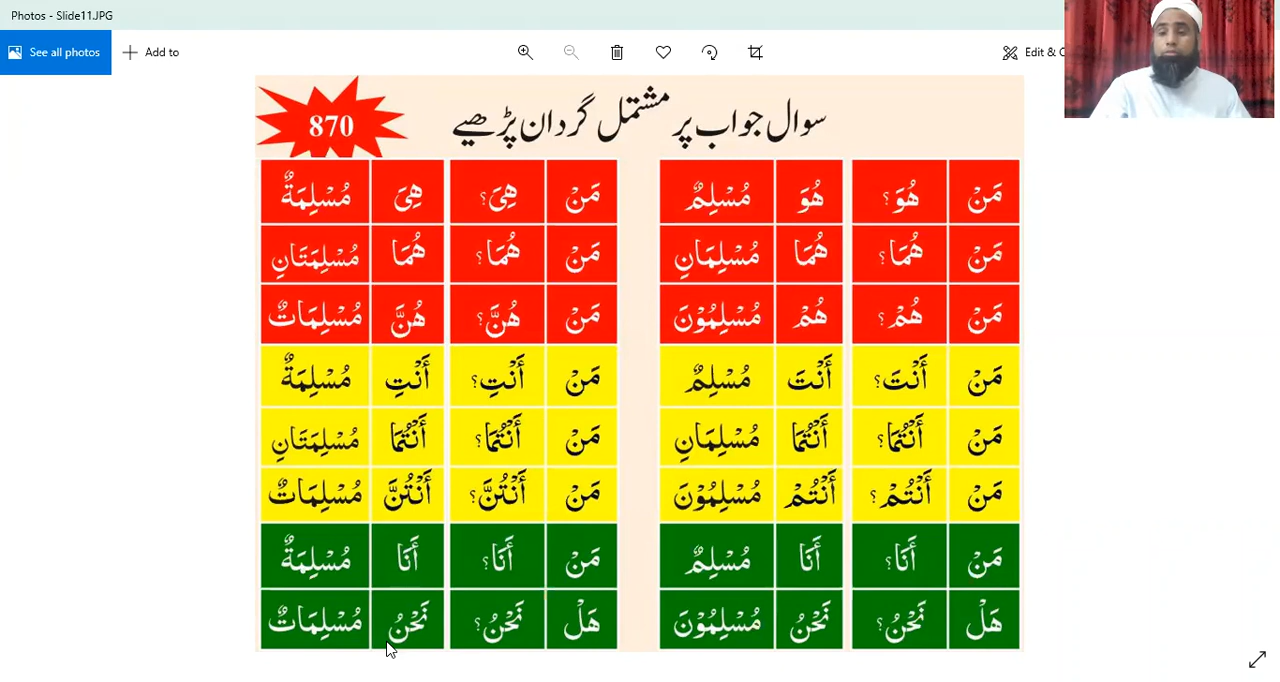 Photos - Slide11.JPG
See all photos
Add to
Edit & C
870
سوال جواب پر مشتمل گردان پڑھیے
مَنْ هُوَ؟ هُوَ مُسْلِمٌ مَنْ هِىَ؟ هِىَ مُسْلِمَةٌ
مَنْ هُمَا؟ هُمَا مُسْلِمَانِ مَنْ هُمَا؟ هُمَا مُسْلِمَتَانِ
مَنْ هُمْ؟ هُمْ مُسْلِمُوْنَ مَنْ هُنَّ؟ هُنَّ مُسْلِمَاتٌ
مَنْ أَنْتَ؟ أَنْتَ مُسْلِمٌ مَنْ أَنْتِ؟ أَنْتِ مُسْلِمَةٌ
مَنْ أَنْتُمَا؟ أَنْتُمَا مُسْلِمَانِ مَنْ أَنْتُمَا؟ أَنْتُمَا مُسْلِمَتَانِ
مَنْ أَنْتُمْ؟ أَنْتُمْ مُسْلِمُوْنَ مَنْ أَنْتُنَّ؟ أَنْتُنَّ مُسْلِمَاتٌ
مَنْ أَنَا؟ أَنَا مُسْلِمٌ مَنْ أَنَا؟ أَنَا مُسْلِمَةٌ
هَلْ نَحْنُ؟ نَحْنُ مُسْلِمُوْنَ هَلْ نَحْنُ؟ نَحْنُ مُسْلِمَاتٌ